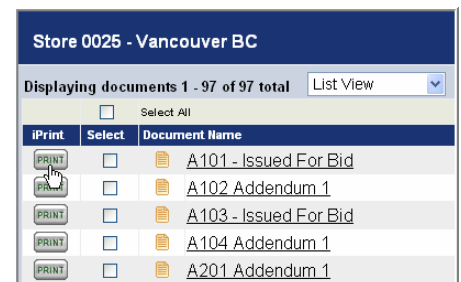 Store 0025 - Vancouver BC
Displaying documents 1 - 97 of 97 total List View
Select All
iPrint Select Document Name
PRINT A101 - Issued For Bid
PRINT A102 Addendum 1
PRINT A103 - Issued For Bid
PRINT A104 Addendum 1
PRINT A201 Addendum 1